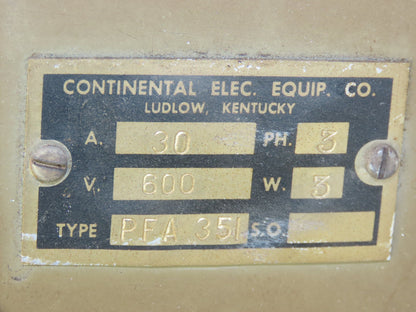 CONTINENTAL ELEC. EQUIP. CO.
LUDLOW, KENTUCKY
A. 30 PH. 3
V. 600 W. 3
TYPE PFA 351 S.O.